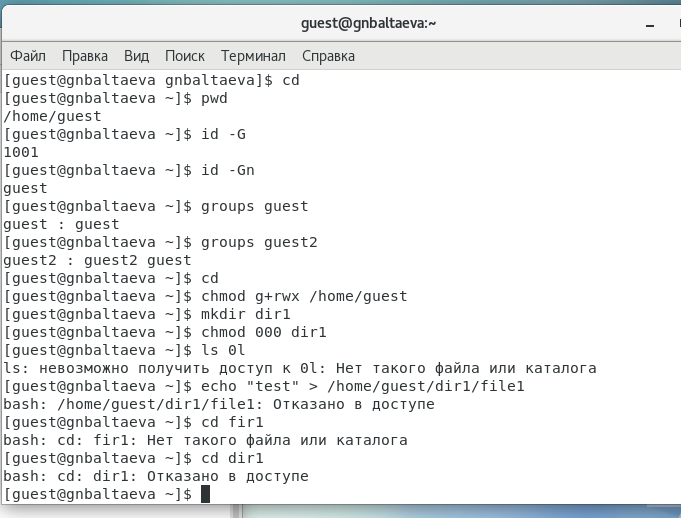 guest@gnbaltaeva:~
Файл Правка Вид Поиск Терминал Справка
[guest@gnbaltaeva gnbaltaeva]$ cd
[guest@gnbaltaeva ~]$ pwd
/home/guest
[guest@gnbaltaeva ~]$ id -G
1001
[guest@gnbaltaeva ~]$ id -Gn
guest
[guest@gnbaltaeva ~]$ groups guest
guest : guest
[guest@gnbaltaeva ~]$ groups guest2
guest2 : guest2 guest
[guest@gnbaltaeva ~]$ cd
[guest@gnbaltaeva ~]$ chmod g+rwx /home/guest
[guest@gnbaltaeva ~]$ mkdir dir1
[guest@gnbaltaeva ~]$ chmod 000 dir1
[guest@gnbaltaeva ~]$ ls 0l
ls: невозможно получить доступ к 0l: Нет такого файла или каталога
[guest@gnbaltaeva ~]$ echo "test" > /home/guest/dir1/file1
bash: /home/guest/dir1/file1: Отказано в доступе
[guest@gnbaltaeva ~]$ cd fir1
bash: cd: fir1: Нет такого файла или каталога
[guest@gnbaltaeva ~]$ cd dir1
bash: cd: dir1: Отказано в доступе
[guest@gnbaltaeva ~]$